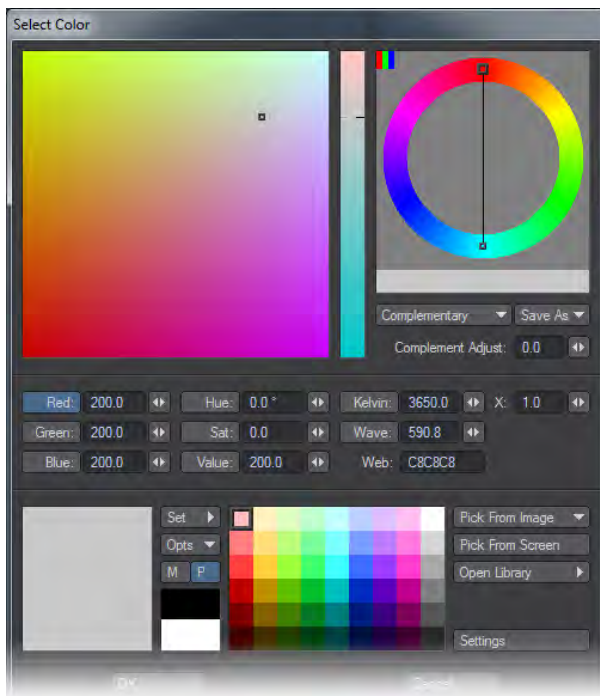 Select Color
Complementary Save As
Complement Adjust: 0.0
Red: 200.0 Hue: 0.0 ° Kelvin: 3650.0 X: 1.0
Green: 200.0 Sat: 0.0 Wave: 590.8
Blue: 200.0 Value: 200.0 Web: C8C8C8
Set Pick From Image
Opts Pick From Screen
M P Open Library
Settings
OK Cancel